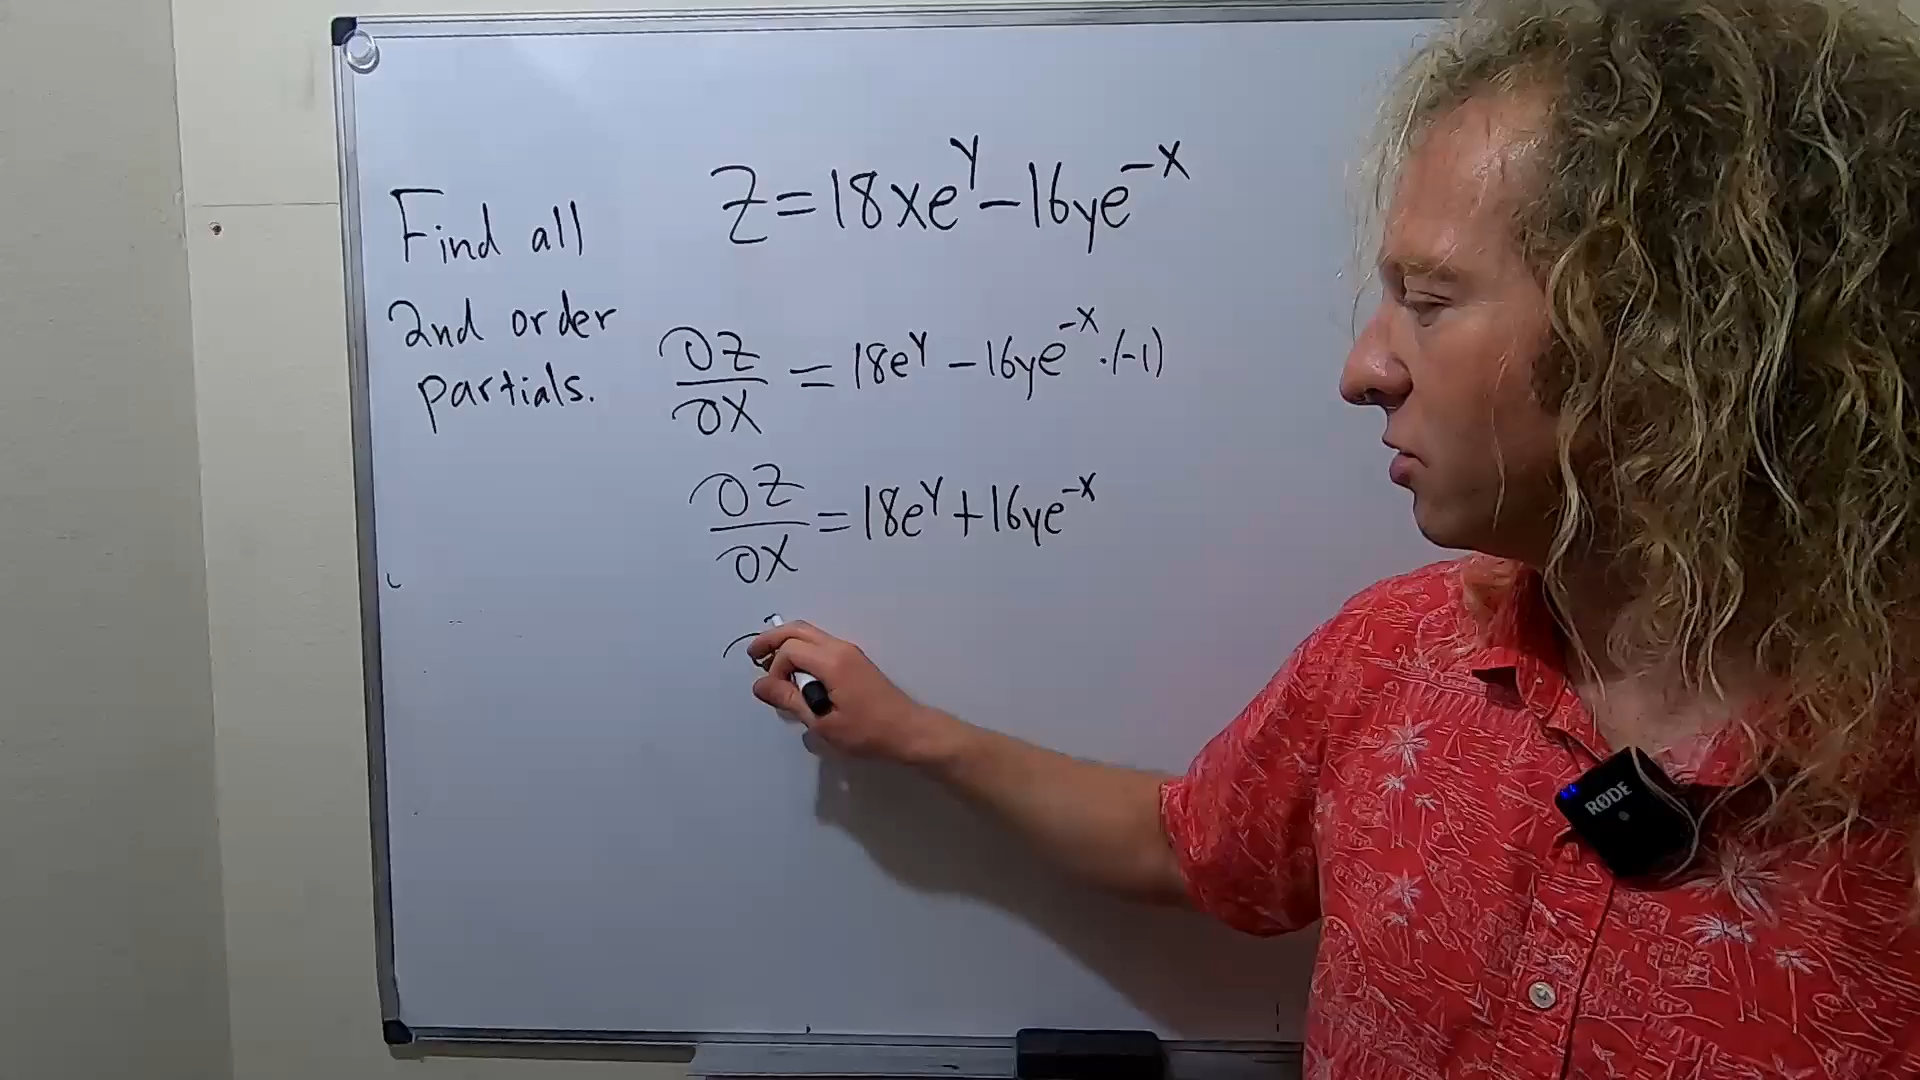 Find all
2nd order
partials.
z=18xe^y-16ye^-x
∂z/∂x = 18e^y - 16ye^-x·(-1)
∂z/∂x = 18e^y + 16ye^-x
RØDE